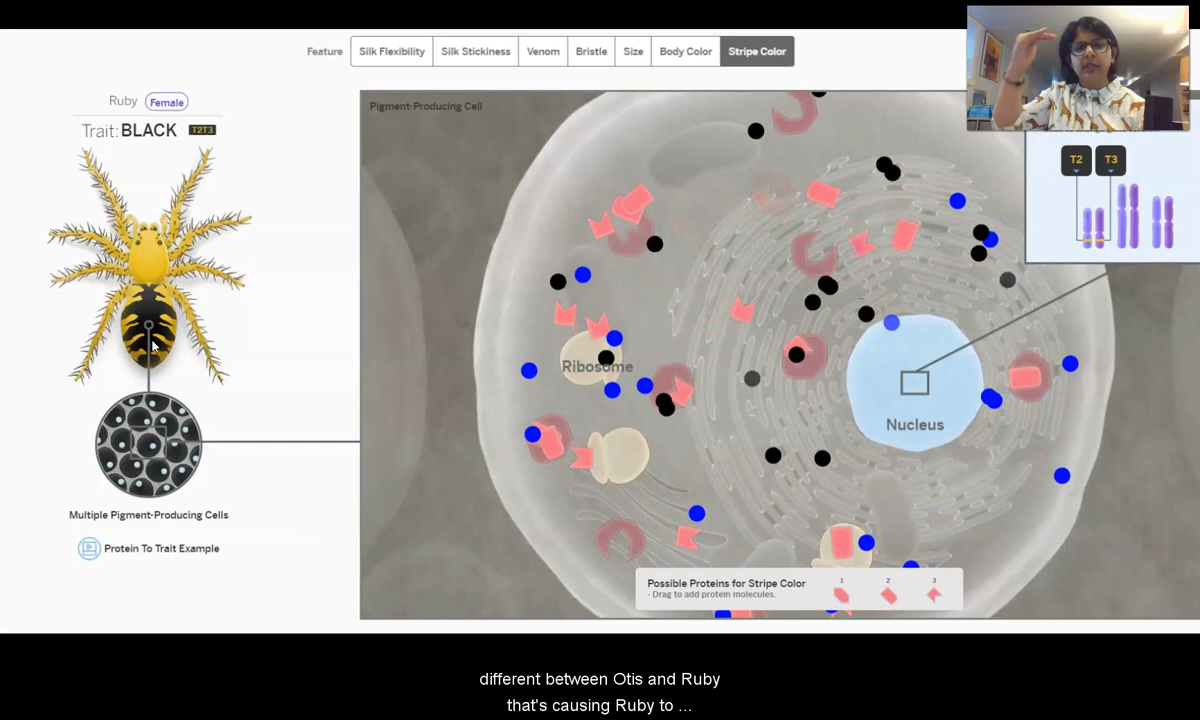 Feature Silk Flexibility Silk Stickiness Venom Bristle Size Body Color Stripe Color
Ruby Female
Trait: BLACK T2T3
Pigment-Producing Cell
T2 T3
Ribosome
Nucleus
Multiple Pigment-Producing Cells
Protein To Trait Example
Possible Proteins for Stripe Color
- Drag to add protein molecules.
1 2 3
different between Otis and Ruby
that's causing Ruby to ...